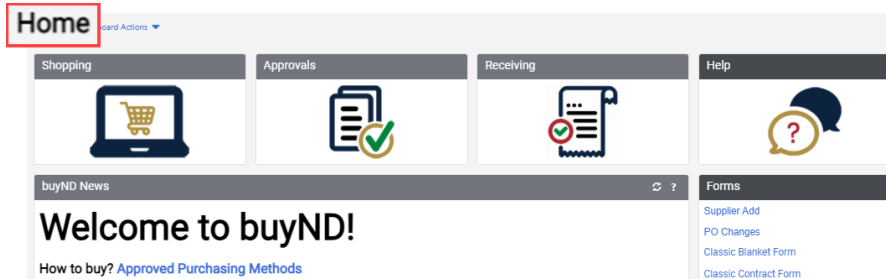 Home
oard Actions
Shopping
Approvals
Receiving
Help
?
buyND News
?
Forms
Welcome to buyND!
How to buy? Approved Purchasing Methods
Supplier Add
PO Changes
Classic Blanket Form
Classic Contract Form